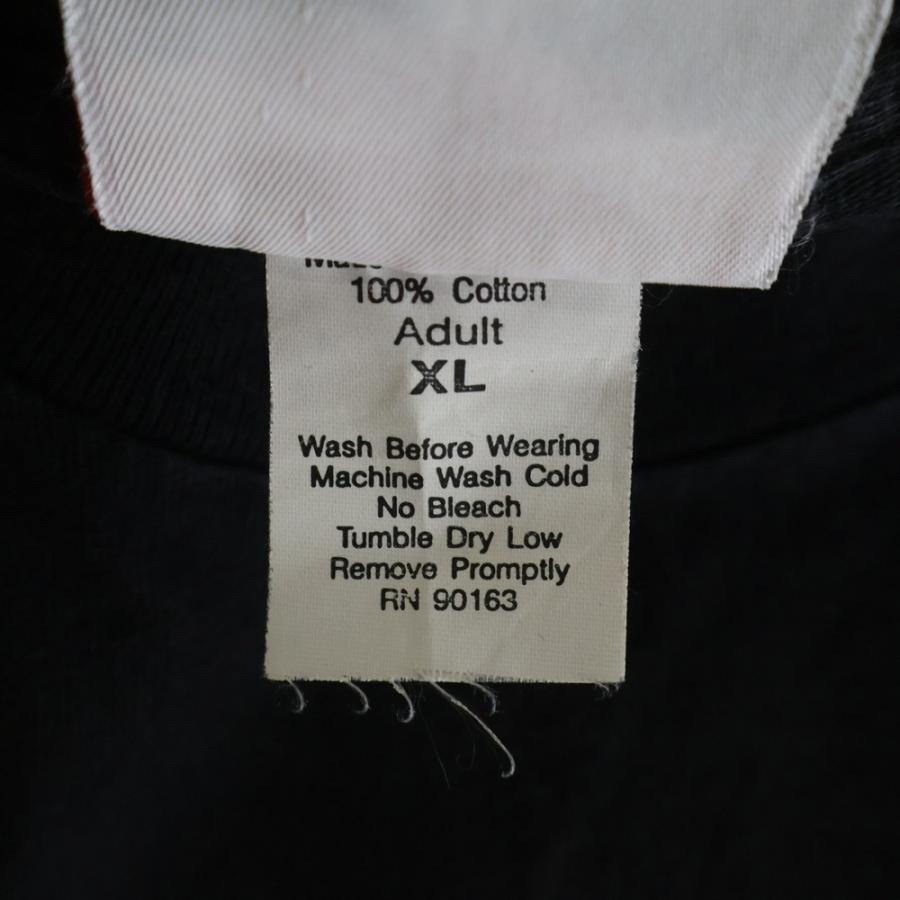 100% Cotton
Adult
XL
Wash Before Wearing
Machine Wash Cold
No Bleach
Tumble Dry Low
Remove Promptly
RN 90163